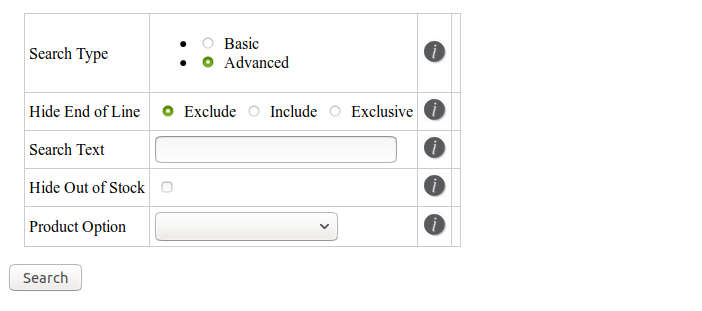 Search Type
Basic
Advanced
Hide End of Line Exclude Include Exclusive i
Search Text i
Hide Out of Stock i
Product Option i
Search